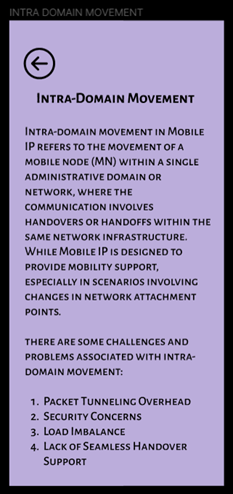 INTRA DOMAIN MOVEMENT
Intra-Domain Movement
Intra-domain movement in Mobile
IP refers to the movement of a
mobile node (MN) within a single
administrative domain or
network, where the
communication involves
handovers or handoffs within the
same network infrastructure.
While Mobile IP is designed to
provide mobility support,
especially in scenarios involving
changes in network attachment
points.
there are some challenges and
problems associated with intra-
domain movement:
1. Packet Tunneling Overhead
2. Security Concerns
3. Load Imbalance
4. Lack of Seamless Handover
Support